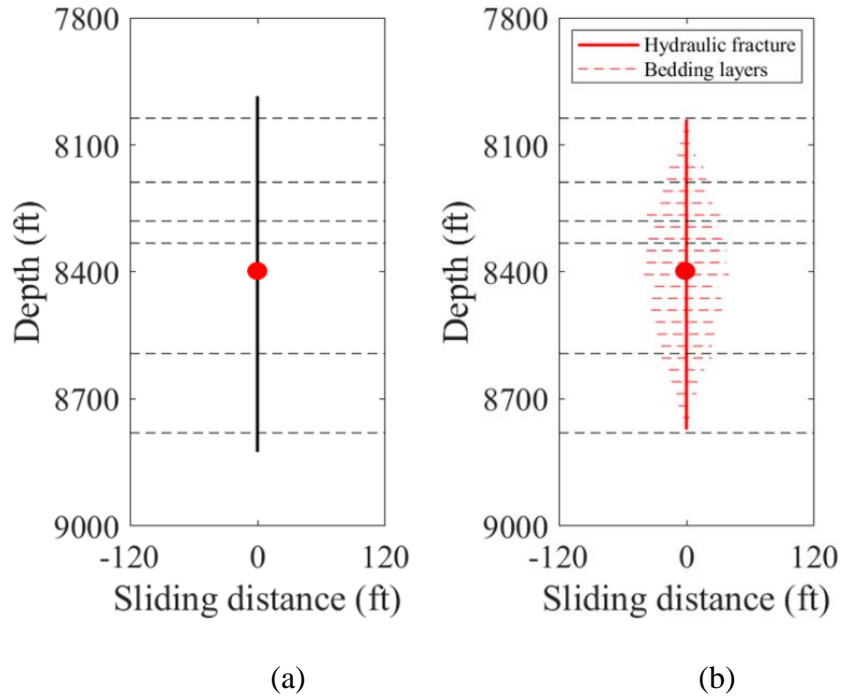 7800
8100
8400
8700
9000
-120 0 120
Depth (ft)
Sliding distance (ft)
(a)
7800
8100
8400
8700
9000
-120 0 120
Depth (ft)
Sliding distance (ft)
Hydraulic fracture
Bedding layers
(b)